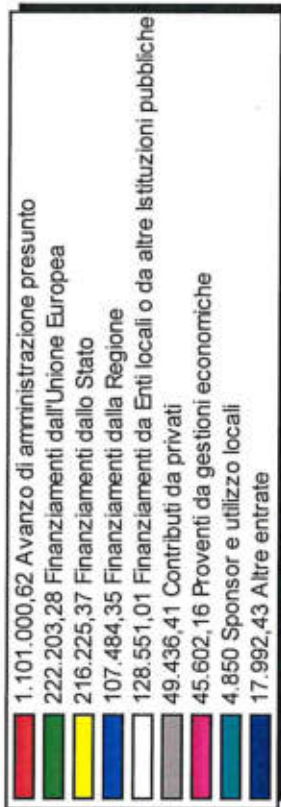 1.101.000,62 Avanzo di amministrazione presunto
222.203,28 Finanziamenti dall'Unione Europea
216.225,37 Finanziamenti dallo Stato
107.484,35 Finanziamenti dalla Regione
128.551,01 Finanziamenti da Enti locali o da altre Istituzioni pubbliche
49.436,41 Contributi da privati
45.602,16 Proventi da gestioni economiche
4.850 Sponsor e utilizzo locali
17.992,43 Altre entrate